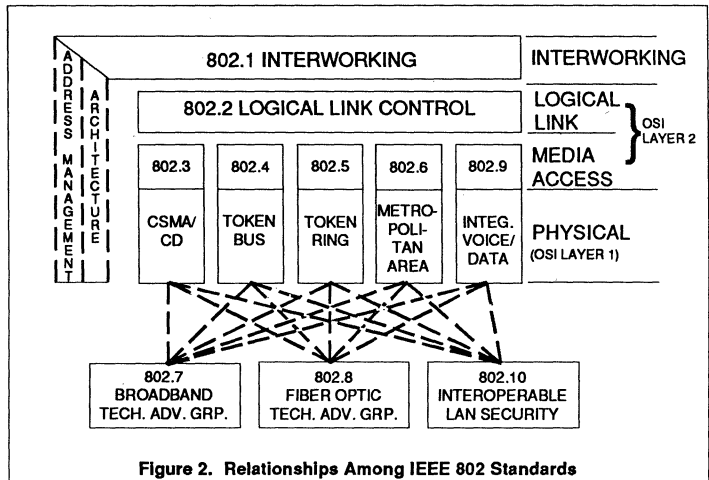 802.1 INTERWORKING
INTERWORKING
ADDRESS MANAGEMENT
ARCHITECTURE
802.2 LOGICAL LINK CONTROL
LOGICAL
LINK
OSI
LAYER 2
802.3
802.4
802.5
802.6
802.9
MEDIA
ACCESS
CSMA/
CD
TOKEN
BUS
TOKEN
RING
METRO-
POLI-
TAN
AREA
INTEG.
VOICE/
DATA
PHYSICAL
(OSI LAYER 1)
802.7
BROADBAND
TECH. ADV. GRP.
802.8
FIBER OPTIC
TECH. ADV. GRP.
802.10
INTEROPERABLE
LAN SECURITY
Figure 2. Relationships Among IEEE 802 Standards